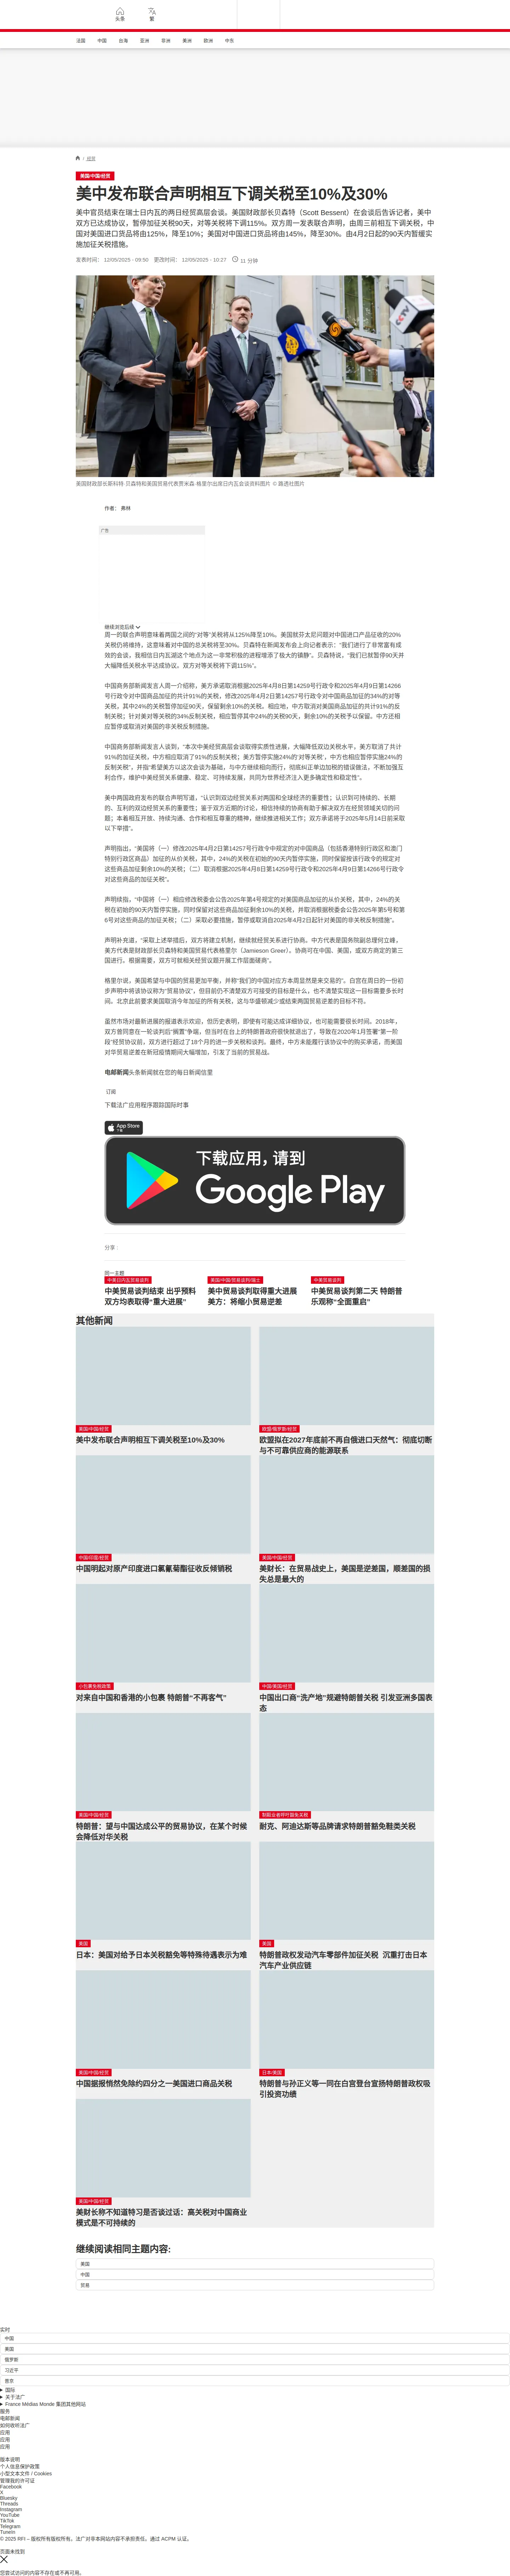 头条
繁
法国
中国
台湾
亚洲
非洲
美洲
欧洲
中东
/ 经贸
美国/中国/经贸
美中发布联合声明相互下调关税至10%及30%
美中官员结束在瑞士日内瓦的两日经贸高层会谈。美国财政部长贝森特（Scott Bessent）在会谈后告诉记者，美中
双方已达成协议，暂停加征关税90天，对等关税将下调115%。双方周一发表联合声明，由周三前相互下调关税，中
国对美国进口货品将由125%，降至10%；美国对中国进口货品将由145%，降至30%。由4月2日起的90天内暂缓实
施加征关税措施。
发表时间： 12/05/2025 - 09:50 更改时间： 12/05/2025 - 10:27 11 分钟
CCTV
美国财政部长斯科特·贝森特和美国贸易代表贾米森·格里尔出席日内瓦会谈资料图片 © 路透社图片
作者： 弗林
广告
继续浏览后续
周一的联合声明意味着两国之间的“对等”关税将从125%降至10%。美国就芬太尼问题对中国进口产品征收的20%
关税仍将维持，这意味着对中国的总关税将至30%。贝森特在新闻发布会上向记者表示：“我们进行了非常富有成
效的会谈，我相信日内瓦湖这个地点为这一非常积极的进程增添了极大的镇静”。贝森特说，“我们已就暂停90天并
大幅降低关税水平达成协议。双方对等关税将下调115%”。
中国商务部新闻发言人周一介绍称，美方承诺取消根据2025年4月8日第14259号行政令和2025年4月9日第14266
号行政令对中国商品加征的共计91%的关税，修改2025年4月2日第14257号行政令对中国商品加征的34%的对等
关税，其中24%的关税暂停加征90天，保留剩余10%的关税。相应地，中方取消对美国商品加征的共计91%的反
制关税；针对美对等关税的34%反制关税，相应暂停其中24%的关税90天，剩余10%的关税予以保留。中方还相
应暂停或取消对美国的非关税反制措施。
中国商务部新闻发言人谈到，“本次中美经贸高层会谈取得实质性进展，大幅降低双边关税水平，美方取消了共计
91%的加征关税，中方相应取消了91%的反制关税；美方暂停实施24%的‘对等关税’，中方也相应暂停实施24%的
反制关税”，并指“希望美方以这次会谈为基础，与中方继续相向而行，彻底纠正单边加税的错误做法，不断加强互
利合作，维护中美经贸关系健康、稳定、可持续发展，共同为世界经济注入更多确定性和稳定性”。
美中两国政府发布的联合声明写道，“认识到双边经贸关系对两国和全球经济的重要性；认识到可持续的、长期
的、互利的双边经贸关系的重要性；鉴于双方近期的讨论，相信持续的协商有助于解决双方在经贸领域关切的问
题；本着相互开放、持续沟通、合作和相互尊重的精神，继续推进相关工作；双方承诺将于2025年5月14日前采取
以下举措”。
声明指出，“美国将（一）修改2025年4月2日第14257号行政令中规定的对中国商品（包括香港特别行政区和澳门
特别行政区商品）加征的从价关税，其中，24%的关税在初始的90天内暂停实施，同时保留按该行政令的规定对
这些商品加征剩余10%的关税；（二）取消根据2025年4月8日第14259号行政令和2025年4月9日第14266号行政令
对这些商品的加征关税”。
声明续指，“中国将（一）相应修改税委会公告2025年第4号规定的对美国商品加征的从价关税，其中，24%的关
税在初始的90天内暂停实施，同时保留对这些商品加征剩余10%的关税，并取消根据税委会公告2025年第5号和第
6号对这些商品的加征关税；（二）采取必要措施，暂停或取消自2025年4月2日起针对美国的非关税反制措施”。
声明补充道，“采取上述举措后，双方将建立机制，继续就经贸关系进行协商。中方代表是国务院副总理何立峰，
美方代表是财政部长贝森特和美国贸易代表格里尔（Jamieson Greer）。协商可在中国、美国，或双方商定的第三
国进行。根据需要，双方可就相关经贸议题开展工作层面磋商”。
格里尔说，美国希望与中国的贸易更加平衡，并称“我们的中国对应方本周显然是来交易的”。白宫在周日的一份初
步声明中将该协议称为“贸易协议”，但目前仍不清楚双方可接受的目标是什么，也不清楚实现这一目标需要多长时
间。北京此前要求美国取消今年加征的所有关税，这与华盛顿减少或结束两国贸易逆差的目标不符。
虽然市场对最新进展的报道表示欢迎，但历史表明，即便有可能达成详细协议，也可能需要很长时间。2018年，
双方曾同意在一轮谈判后“搁置”争端，但当时在台上的特朗普政府很快就退出了，导致在2020年1月签署“第一阶
段”经贸协议前，双方进行超过了18个月的进一步关税和谈判。最终，中方未能履行该协议中的购买承诺，而美国
对华贸易逆差在新冠疫情期间大幅增加，引发了当前的贸易战。
电邮新闻头条新闻就在您的每日新闻信里
订阅
下载法广应用程序跟踪国际时事
App Store
下载
下载应用，请到
Google Play
分享 :
同一主题
中美日内瓦贸易谈判
中美贸易谈判结束 出乎预料
双方均表取得“重大进展”
美国/中国/贸易谈判/瑞士
美中贸易谈判取得重大进展
美方：将缩小贸易逆差
中美贸易谈判
中美贸易谈判第二天 特朗普
乐观称“全面重启”
其他新闻
美国/中国/经贸
美中发布联合声明相互下调关税至10%及30%
欧盟/俄罗斯/经贸
欧盟拟在2027年底前不再自俄进口天然气：彻底切断
与不可靠供应商的能源联系
中国/印度/经贸
中国明起对原产印度进口氯氰菊酯征收反倾销税
美国/中国/经贸
美财长：在贸易战史上，美国是逆差国，顺差国的损
失总是最大的
小包裹免税政策
对来自中国和香港的小包裹 特朗普“不再客气”
中国/美国/经贸
中国出口商“洗产地”规避特朗普关税 引发亚洲多国表
态
美国/中国/经贸
特朗普：望与中国达成公平的贸易协议，在某个时候
会降低对华关税
制鞋业者呼吁豁免关税
耐克、阿迪达斯等品牌请求特朗普豁免鞋类关税
美国
日本：美国对给予日本关税豁免等特殊待遇表示为难
美国
特朗普政权发动汽车零部件加征关税 沉重打击日本
汽车产业供应链
美国/中国/经贸
中国据报悄然免除约四分之一美国进口商品关税
日本/美国
特朗普与孙正义等一同在白宫登台宣扬特朗普政权吸
引投资功绩
美国/中国/经贸
美财长称不知道特习是否谈过话：高关税对中国商业
模式是不可持续的
继续阅读相同主题内容:
美国
中国
贸易
实时
中国
美国
俄罗斯
习近平
普京
国际
关于法广
France Médias Monde 集团其他网站
服务
电邮新闻
如何收听法广
应用
应用
应用
版本说明
个人信息保护政策
小型文本文件 / Cookies
管理我的许可证
Facebook
X
Bluesky
Threads
Instagram
YouTube
TikTok
Telegram
TuneIn
© 2025 RFI – 版权所有版权所有。法广对非本网站内容不承担责任。通过 ACPM 认证。
页面未找到
您尝试访问的内容不存在或不再可用。